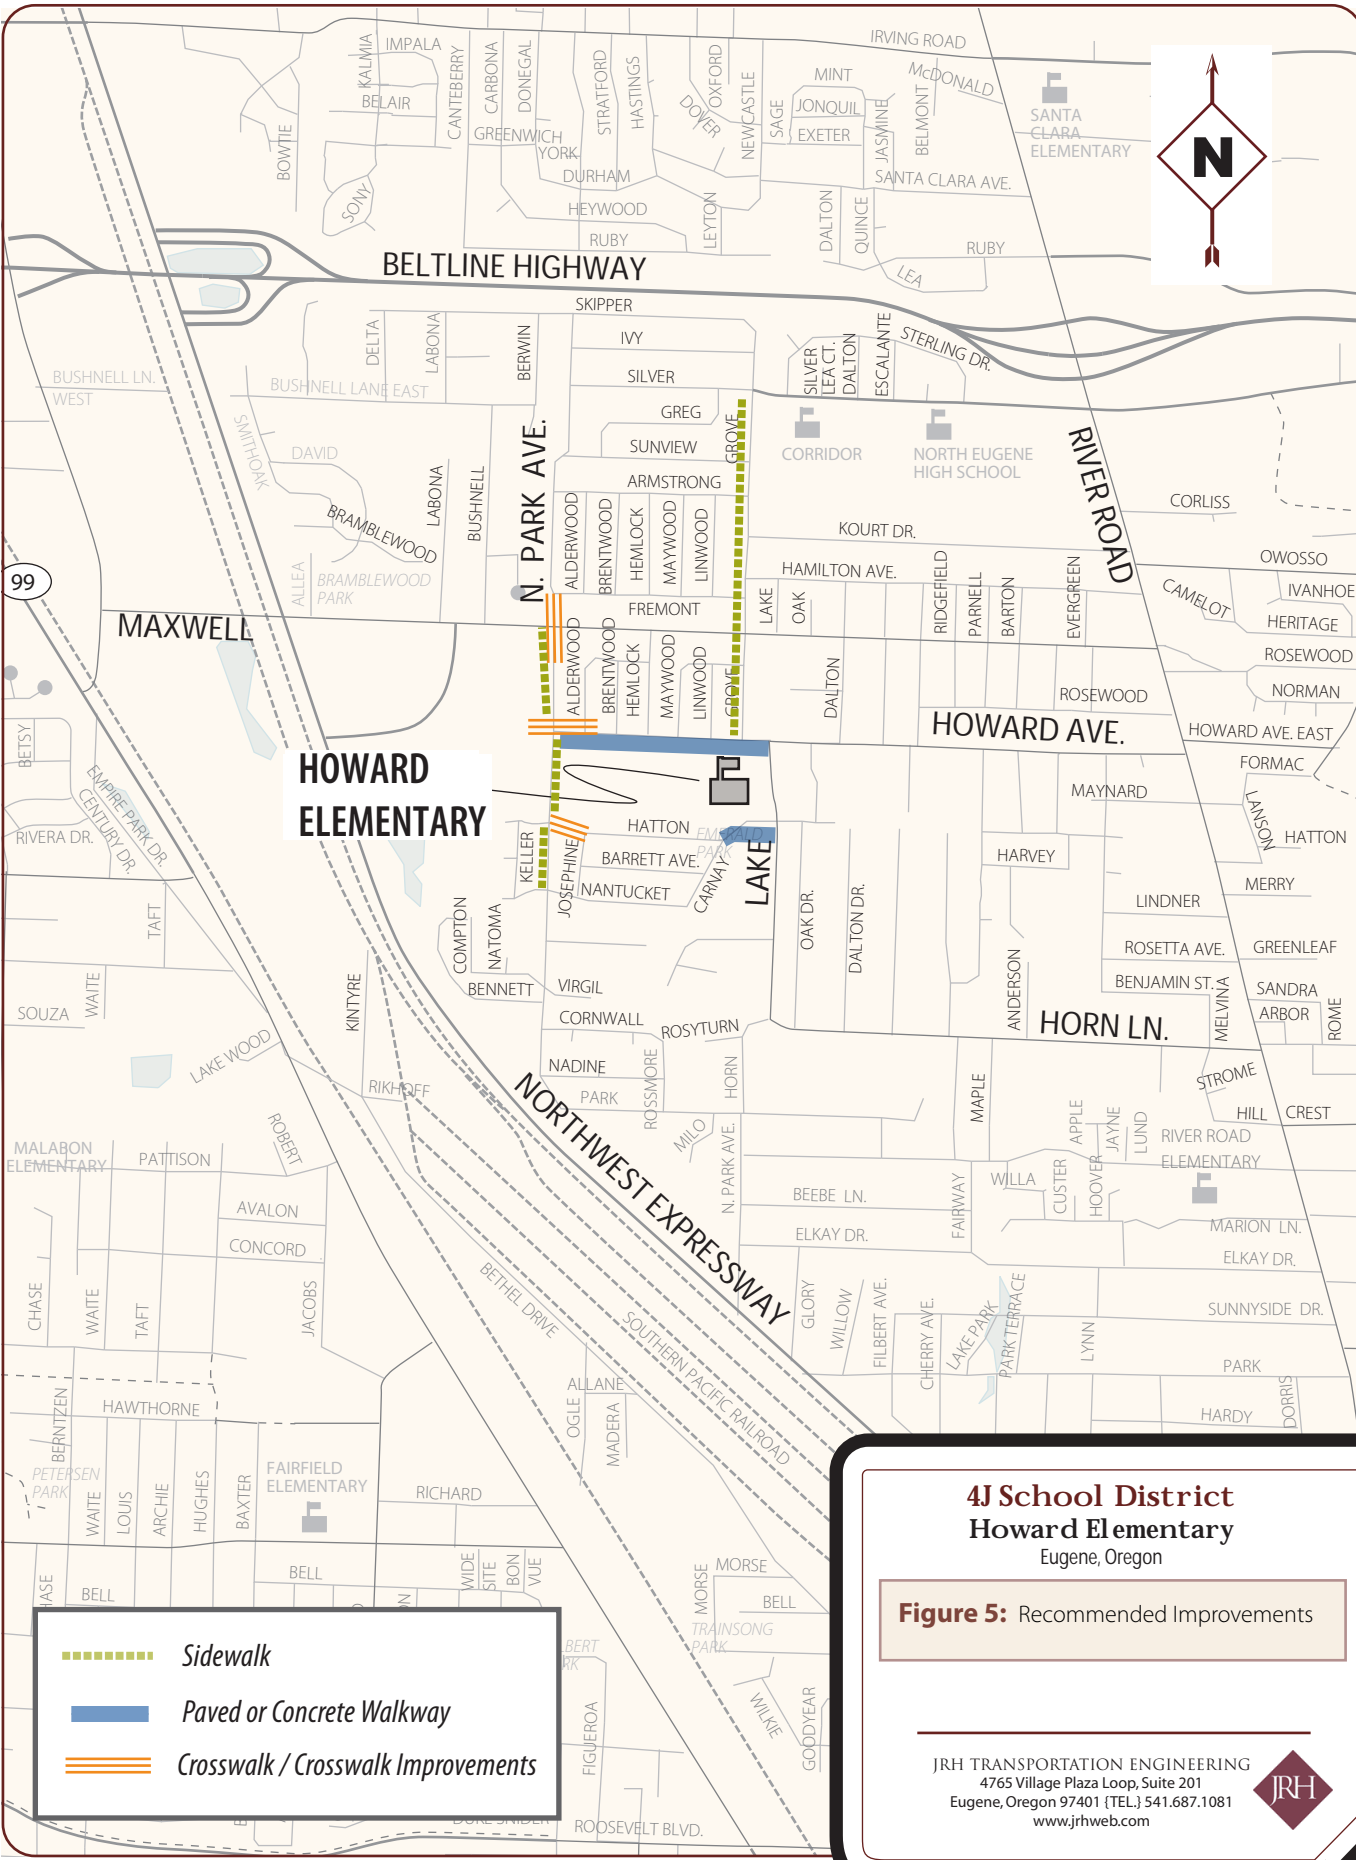 IRVING ROAD
IMPALA
KALMIA
BELAIR
CANTEBERRY
CARBONA
DONEGAL
STRATFORD
HASTINGS
OXFORD
DOVER
NEWCASTLE
SAGE
MINT
McDONALD
JONQUIL
EXETER
JASMINE
BELMONT
SANTA
CLARA
ELEMENTARY
N
BOWTIE
GREENWICH
YORK
DURHAM
SANTA CLARA AVE.
SONY
HEYWOOD
LEYTON
DALTON
QUINCE
RUBY
RUBY
LEA
BELTLINE HIGHWAY
SKIPPER
DELTA
LABONA
BERWIN
IVY
SILVER
SILVER
LEA CT.
DALTON
ESCALANTE
STERLING DR.
BUSHNELL LN.
WEST
BUSHNELL LANE EAST
GREG
GROVE
SMITHOAK
DAVID
SUNVIEW
CORRIDOR
NORTH EUGENE
HIGH SCHOOL
RIVER ROAD
N. PARK AVE.
LABONA
BUSHNELL
BRAMBLEWOOD
ARMSTRONG
ALDERWOOD
BRENTWOOD
HEMLOCK
MAYWOOD
LINWOOD
CORLISS
KOURT DR.
OWOSSO
99
ALLEA
BRAMBLEWOOD
PARK
HAMILTON AVE.
LAKE
OAK
RIDGEFIELD
PARNELL
BARTON
EVERGREEN
CAMELOT
IVANHOE
HERITAGE
MAXWELL
FREMONT
ALDERWOOD
BRENTWOOD
HEMLOCK
MAYWOOD
LINWOOD
GROVE
DALTON
ROSEWOOD
ROSEWOOD
NORMAN
HOWARD AVE.
HOWARD AVE. EAST
BETSY
EMPIRE PARK DR.
CENTURY DR.
RIVERA DR.
HOWARD
ELEMENTARY
FORMAC
MAYNARD
LANSON
HATTON
HATTON
EMERALD
PARK
BARRETT AVE.
NANTUCKET
CARNAY
LAKE
KELLER
JOSEPHINE
HARVEY
MERRY
LINDNER
TAFT
COMPTON
NATOMA
OAK DR.
DALTON DR.
ROSETTA AVE.
GREENLEAF
BENNETT
VIRGIL
BENJAMIN ST.
SANDRA
ARBOR
ROME
MELVINA
ANDERSON
SOUZA
WAITE
KINTYRE
CORNWALL
ROSYTURN
HORN LN.
LAKE WOOD
RIKHOFF
NADINE
PARK
ROSSMORE
HORN
MAPLE
STROME
HILL
CREST
MILO
N. PARK AVE.
NORTHWEST EXPRESSWAY
MALABON
ELEMENTARY
PATTISON
ROBERT
APPLE
JAYNE
LUND
RIVER ROAD
ELEMENTARY
WILLA
CUSTER
HOOVER
BEEBE LN.
FAIRWAY
MARION LN.
AVALON
CONCORD
ELKAY DR.
ELKAY DR.
CHASE
WAITE
TAFT
JACOBS
BETHEL DRIVE
SOUTHERN PACIFIC RAILROAD
GLORY
WILLOW
FILBERT AVE.
CHERRY AVE.
LAKE PARK
PARK TERRACE
LYNN
SUNNYSIDE DR.
PARK
DORRIS
HARDY
BERNTZEN
HAWTHORNE
ALLANE
OGLE
MADERA
PETERSEN
PARK
WAITE
LOUIS
ARCHIE
HUGHES
BAXTER
FAIRFIELD
ELEMENTARY
RICHARD
BELL
BELL
WIDE
SITE
BON
VUE
MORSE
MORSE
BELL
TRAINSONG
PARK
WILKIE
GOODYEAR
FIGUEROA
ROOSEVELT BLVD.
Sidewalk
Paved or Concrete Walkway
Crosswalk / Crosswalk Improvements
4J School District
Howard Elementary
Eugene, Oregon
Figure 5: Recommended Improvements
JRH TRANSPORTATION ENGINEERING
4765 Village Plaza Loop, Suite 201
Eugene, Oregon 97401 {TEL.} 541.687.1081
www.jrhweb.com
JRH